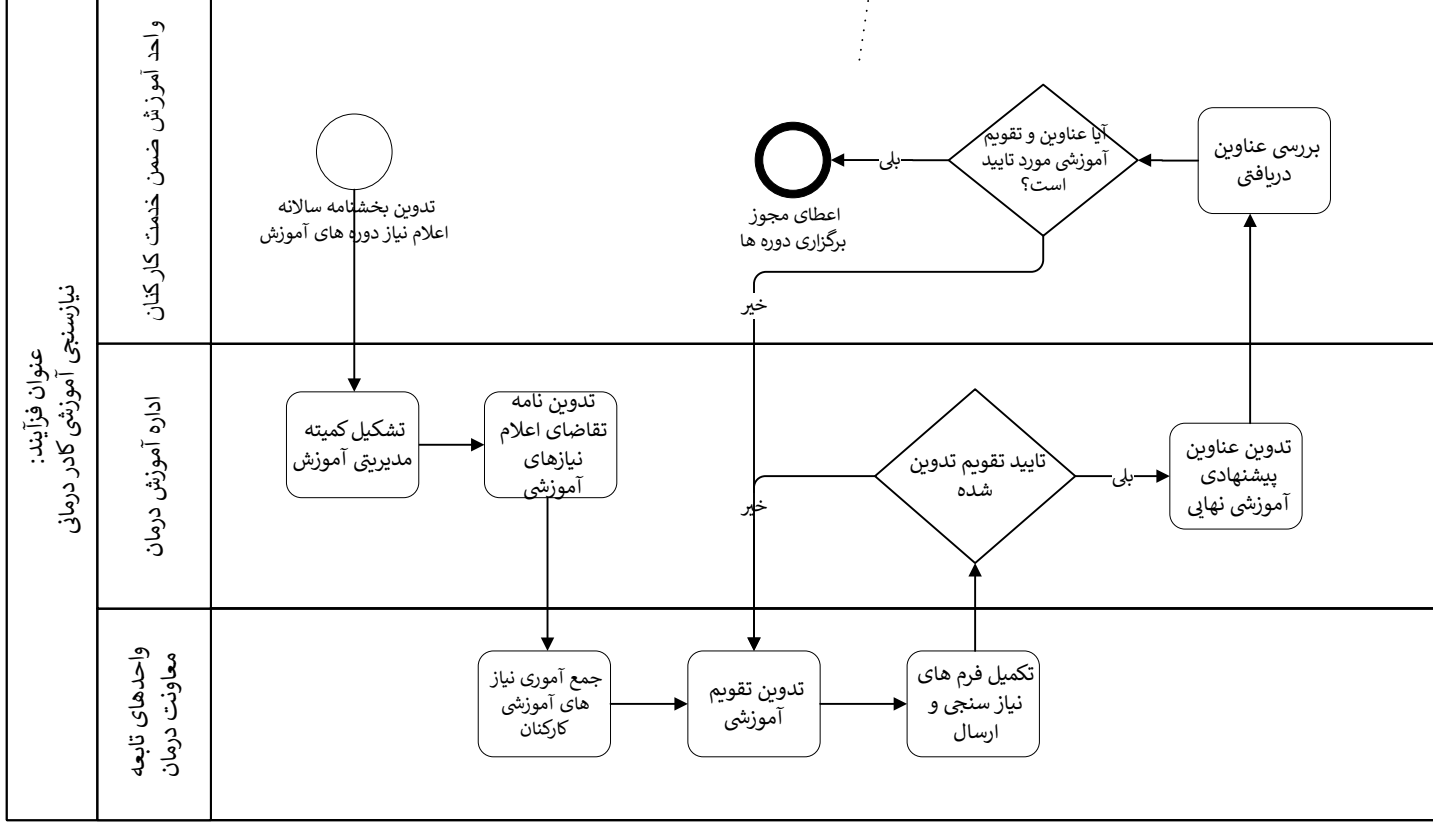 عنوان فرآیند:
نیازسنجی آموزشی کادر درمانی
واحد آموزش ضمن خدمت کارکنان
تدوین بخشنامه سالانه
اعلام نیاز دوره های آموزش
اعطای مجوز
برگزاری دوره ها
بلی
آیا عناوین و تقویم
آموزشی مورد تایید
است؟
خیر
بررسی عناوین
دریافتی
اداره آموزش درمان
تشکیل کمیته
مدیریتی آموزش
تدوین نامه
تقاضای اعلام
نیازهای
آموزشی
خیر
تایید تقویم تدوین
شده
بلی
تدوین عناوین
پیشنهادی
آموزشی نهایی
واحدهای تابعه
معاونت درمان
جمع آموری نیاز
های آموزشی
کارکنان
تدوین تقویم
آموزشی
تکمیل فرم های
نیاز سنجی و
ارسال